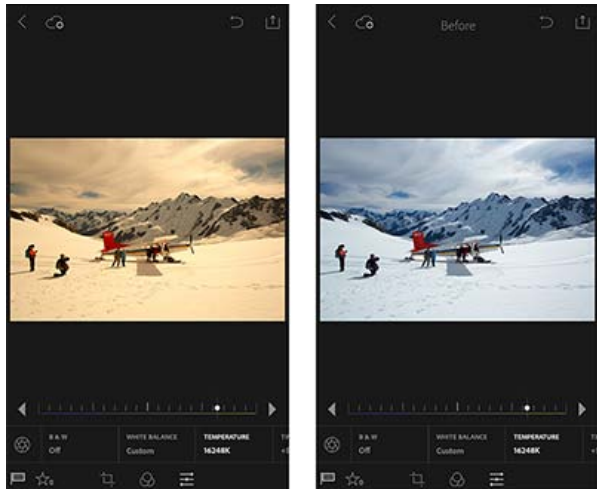 B & W
Off
WHITE BALANCE
Custom
TEMPERATURE
16248K
Before
B & W
Off
WHITE BALANCE
Custom
TEMPERATURE
16248K